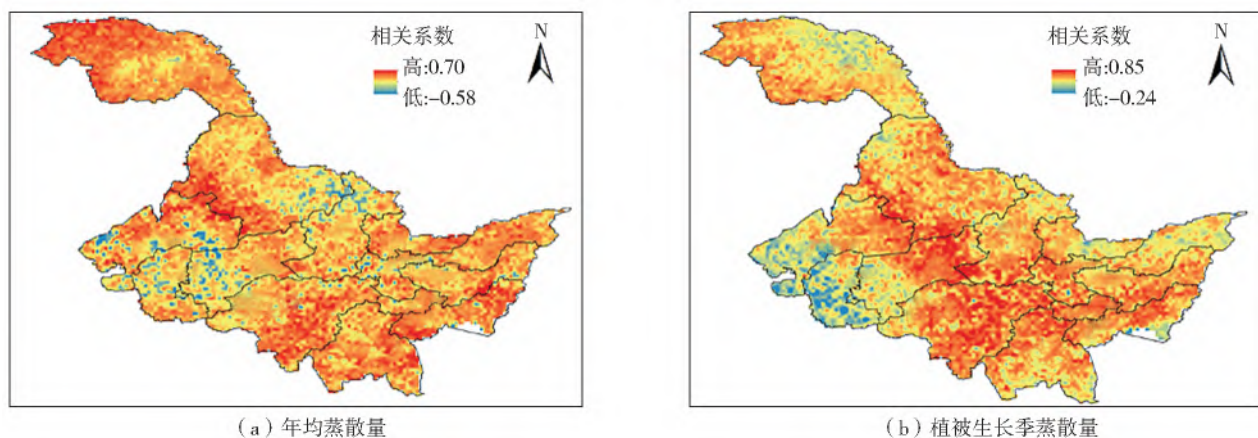 相关系数
高:0.70
低:-0.58
N
(a)年均蒸散量
相关系数
高:0.85
低:-0.24
N
(b)植被生长季蒸散量